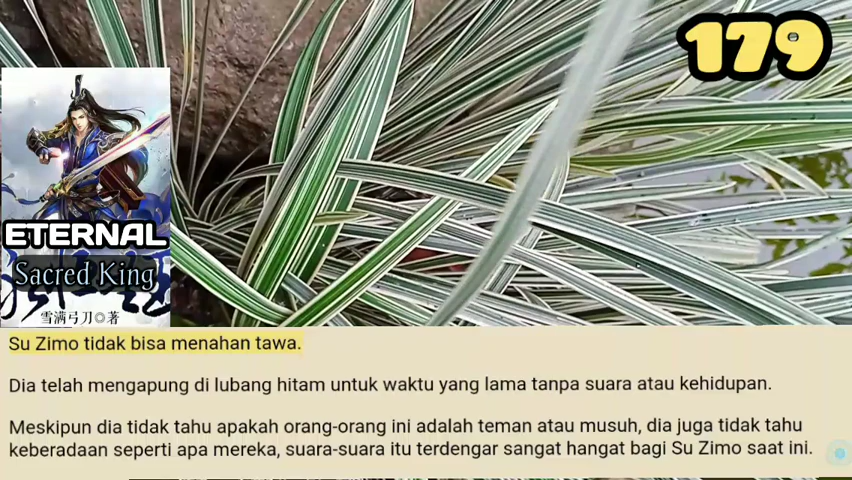 179
ETERNAL
Sacred King
雪满弓刀◎著
Su Zimo tidak bisa menahan tawa.
Dia telah mengapung di lubang hitam untuk waktu yang lama tanpa suara atau kehidupan.
Meskipun dia tidak tahu apakah orang-orang ini adalah teman atau musuh, dia juga tidak tahu
keberadaan seperti apa mereka, suara-suara itu terdengar sangat hangat bagi Su Zimo saat ini.